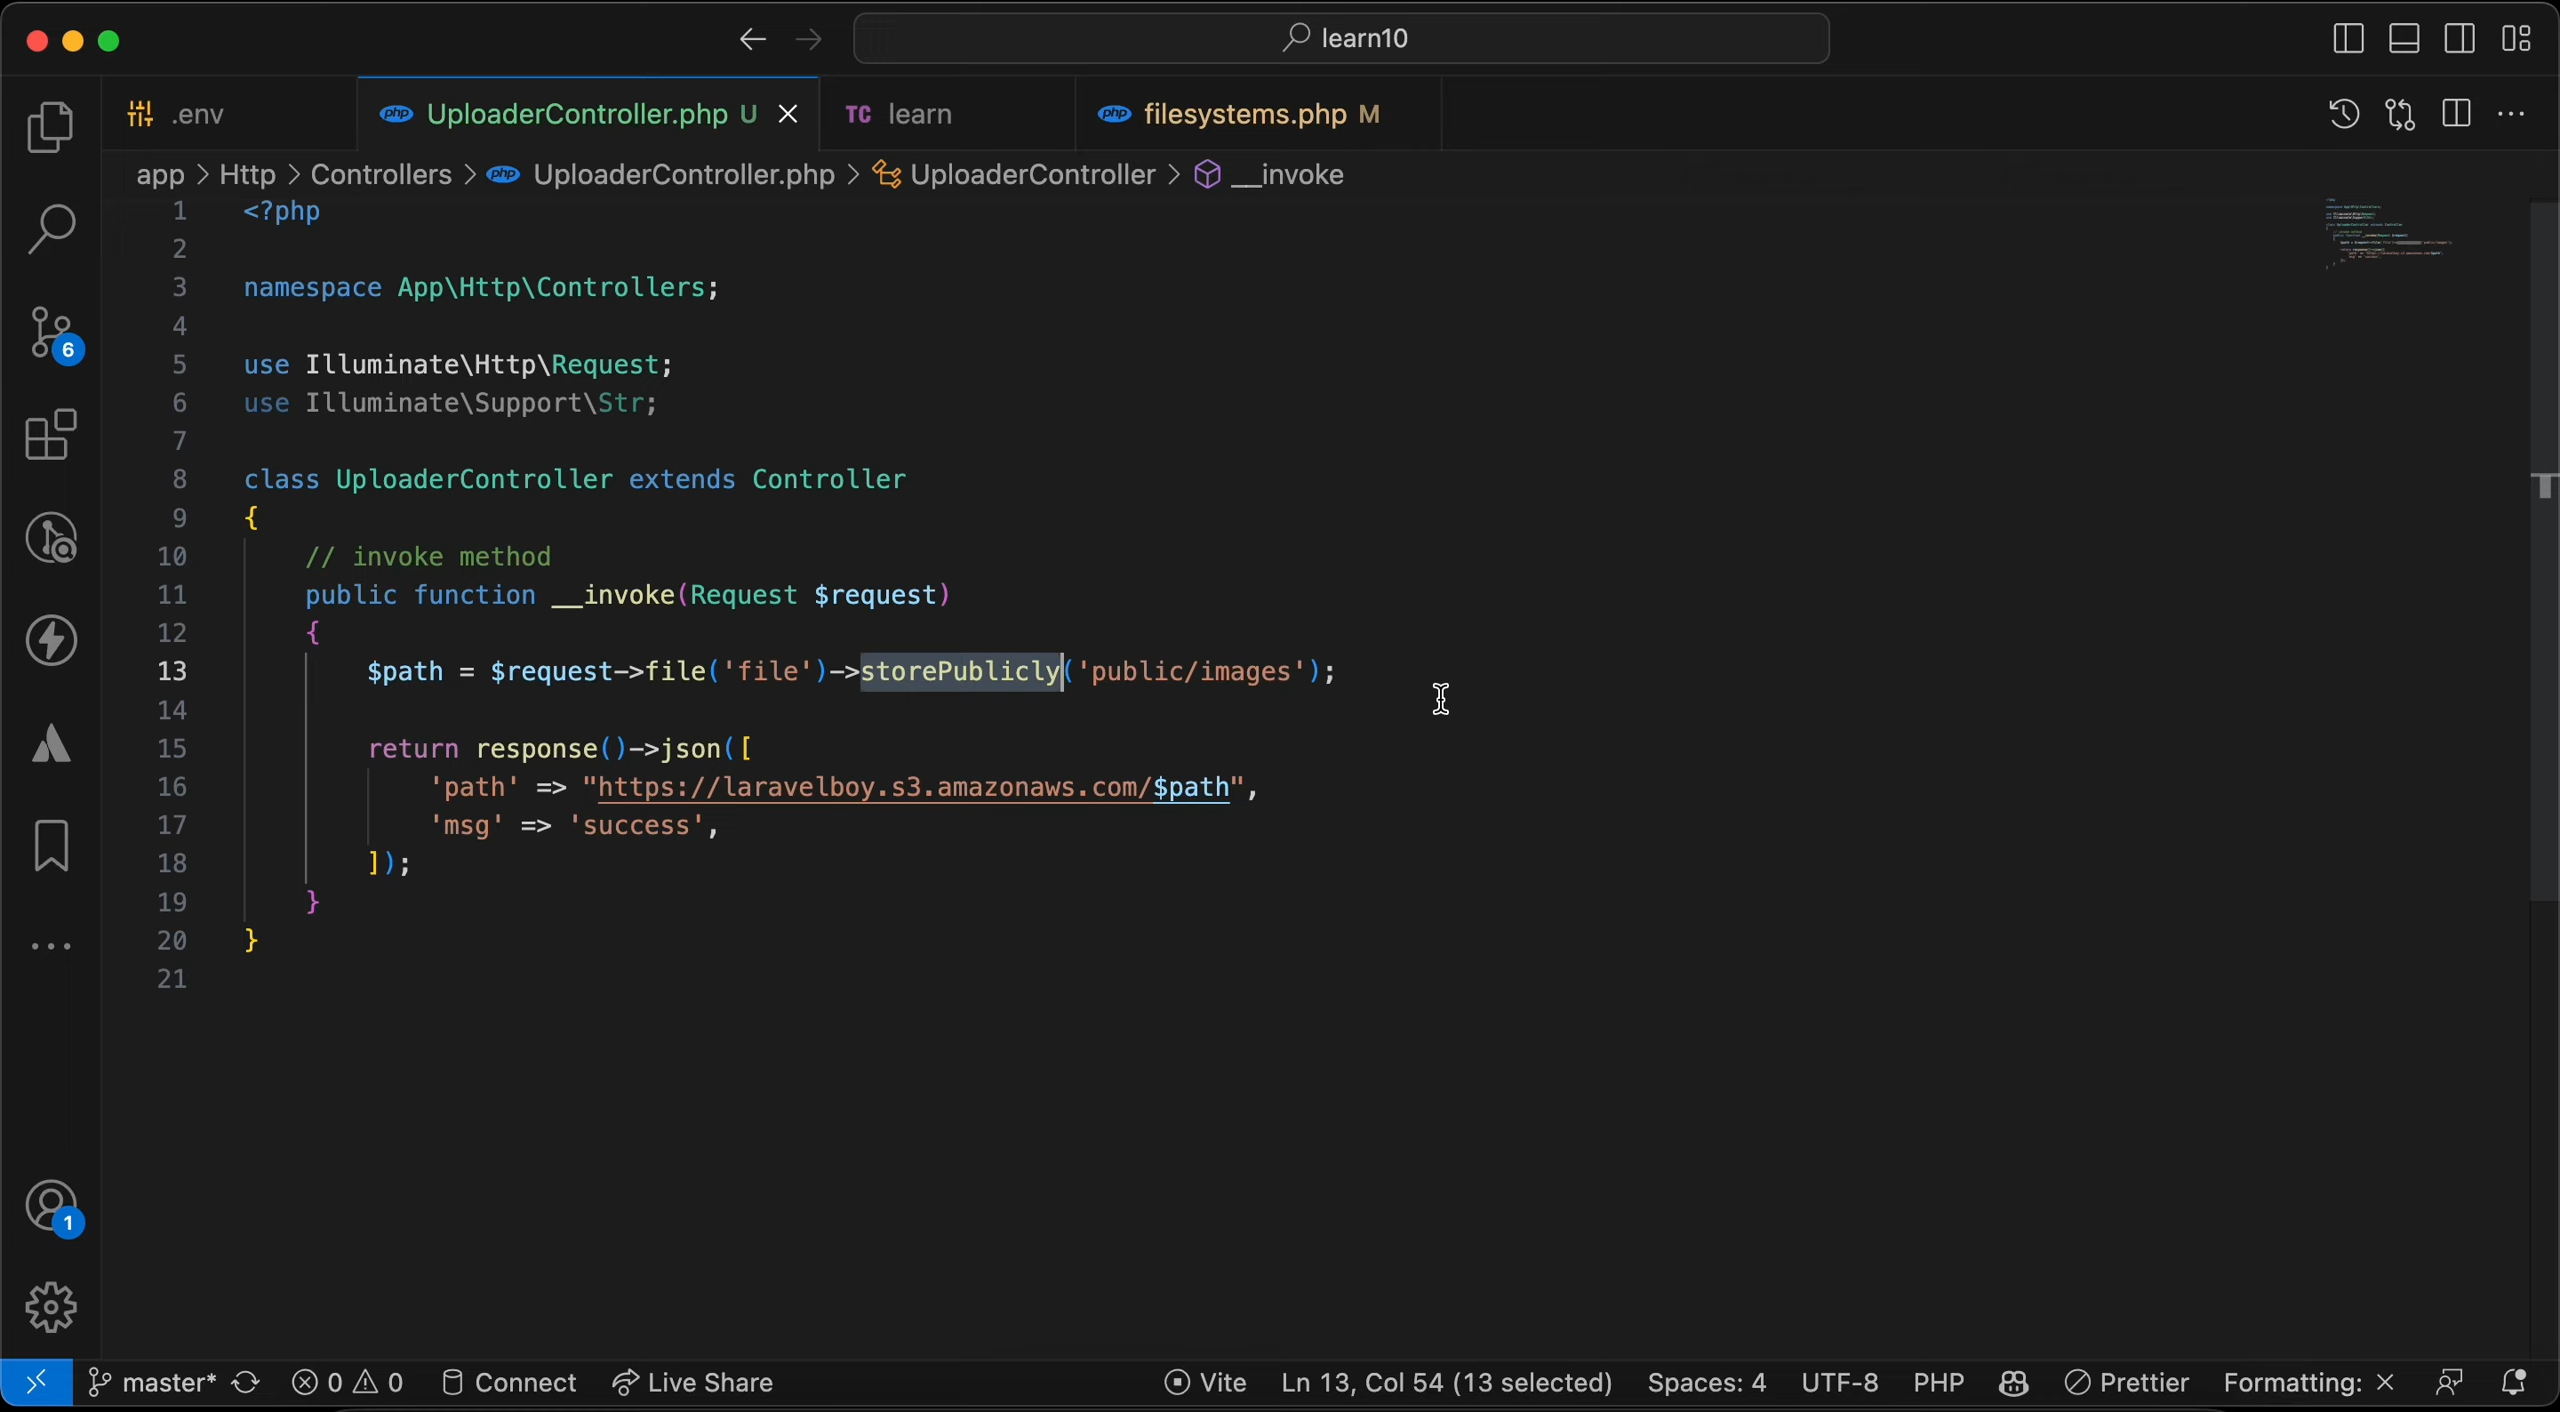 learn10
.env
UploaderController.php U
TC learn
php filesystems.php M
app > Http > Controllers > php UploaderController.php > UploaderController > __invoke
1 <?php
2
3 namespace App\Http\Controllers;
4
5 use Illuminate\Http\Request;
6 use Illuminate\Support\Str;
7
8 class UploaderController extends Controller
9 {
10 // invoke method
11 public function __invoke(Request $request)
12 {
13 $path = $request->file('file')->storePublicly('public/images');
14
15 return response()->json([
16 'path' => "https://laravelboy.s3.amazonaws.com/$path",
17 'msg' => 'success',
18 ]);
19 }
20 }
21
6
1
master* 0 0 Connect Live Share Vite Ln 13, Col 54 (13 selected) Spaces: 4 UTF-8 PHP Prettier Formatting: ×